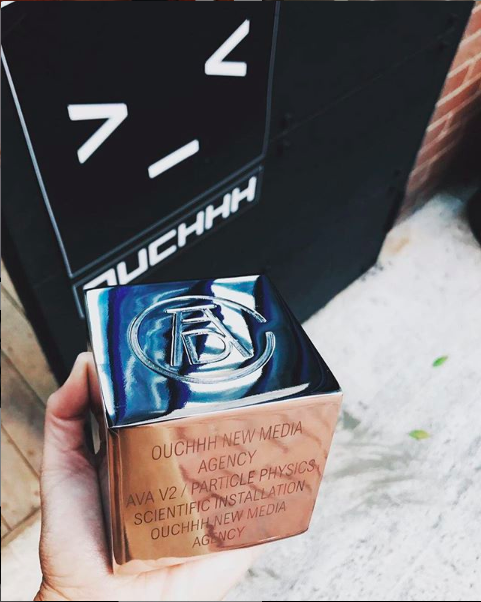 > < _
OUCHHH
ADC
OUCHHH NEW MEDIA
AGENCY
AVA V2 / PARTICLE PHYSICS
SCIENTIFIC INSTALLATION
OUCHHH NEW MEDIA
AGENCY